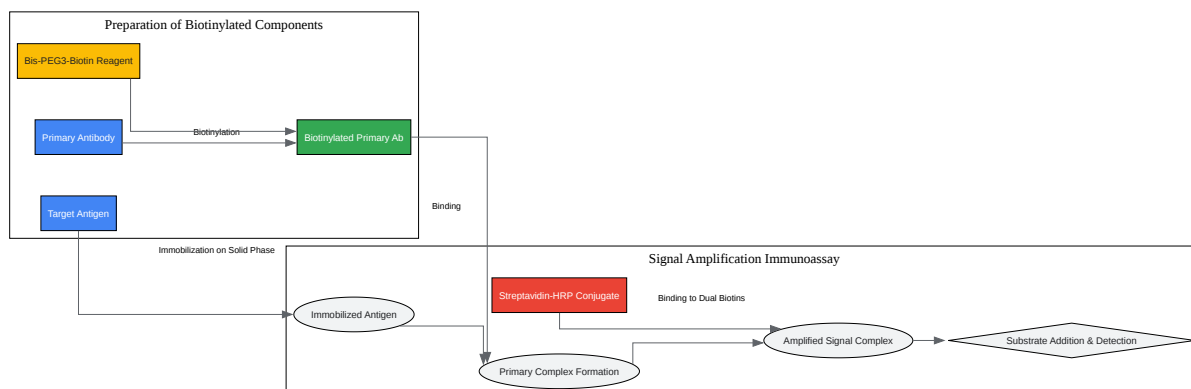 Preparation of Biotinylated Components
Bis-PEG3-Biotin Reagent
Primary Antibody
Biotinylation
Biotinylated Primary Ab
Target Antigen
Binding
Immobilization on Solid Phase
Signal Amplification Immunoassay
Streptavidin-HRP Conjugate
Binding to Dual Biotins
Immobilized Antigen
Amplified Signal Complex
Substrate Addition & Detection
Primary Complex Formation